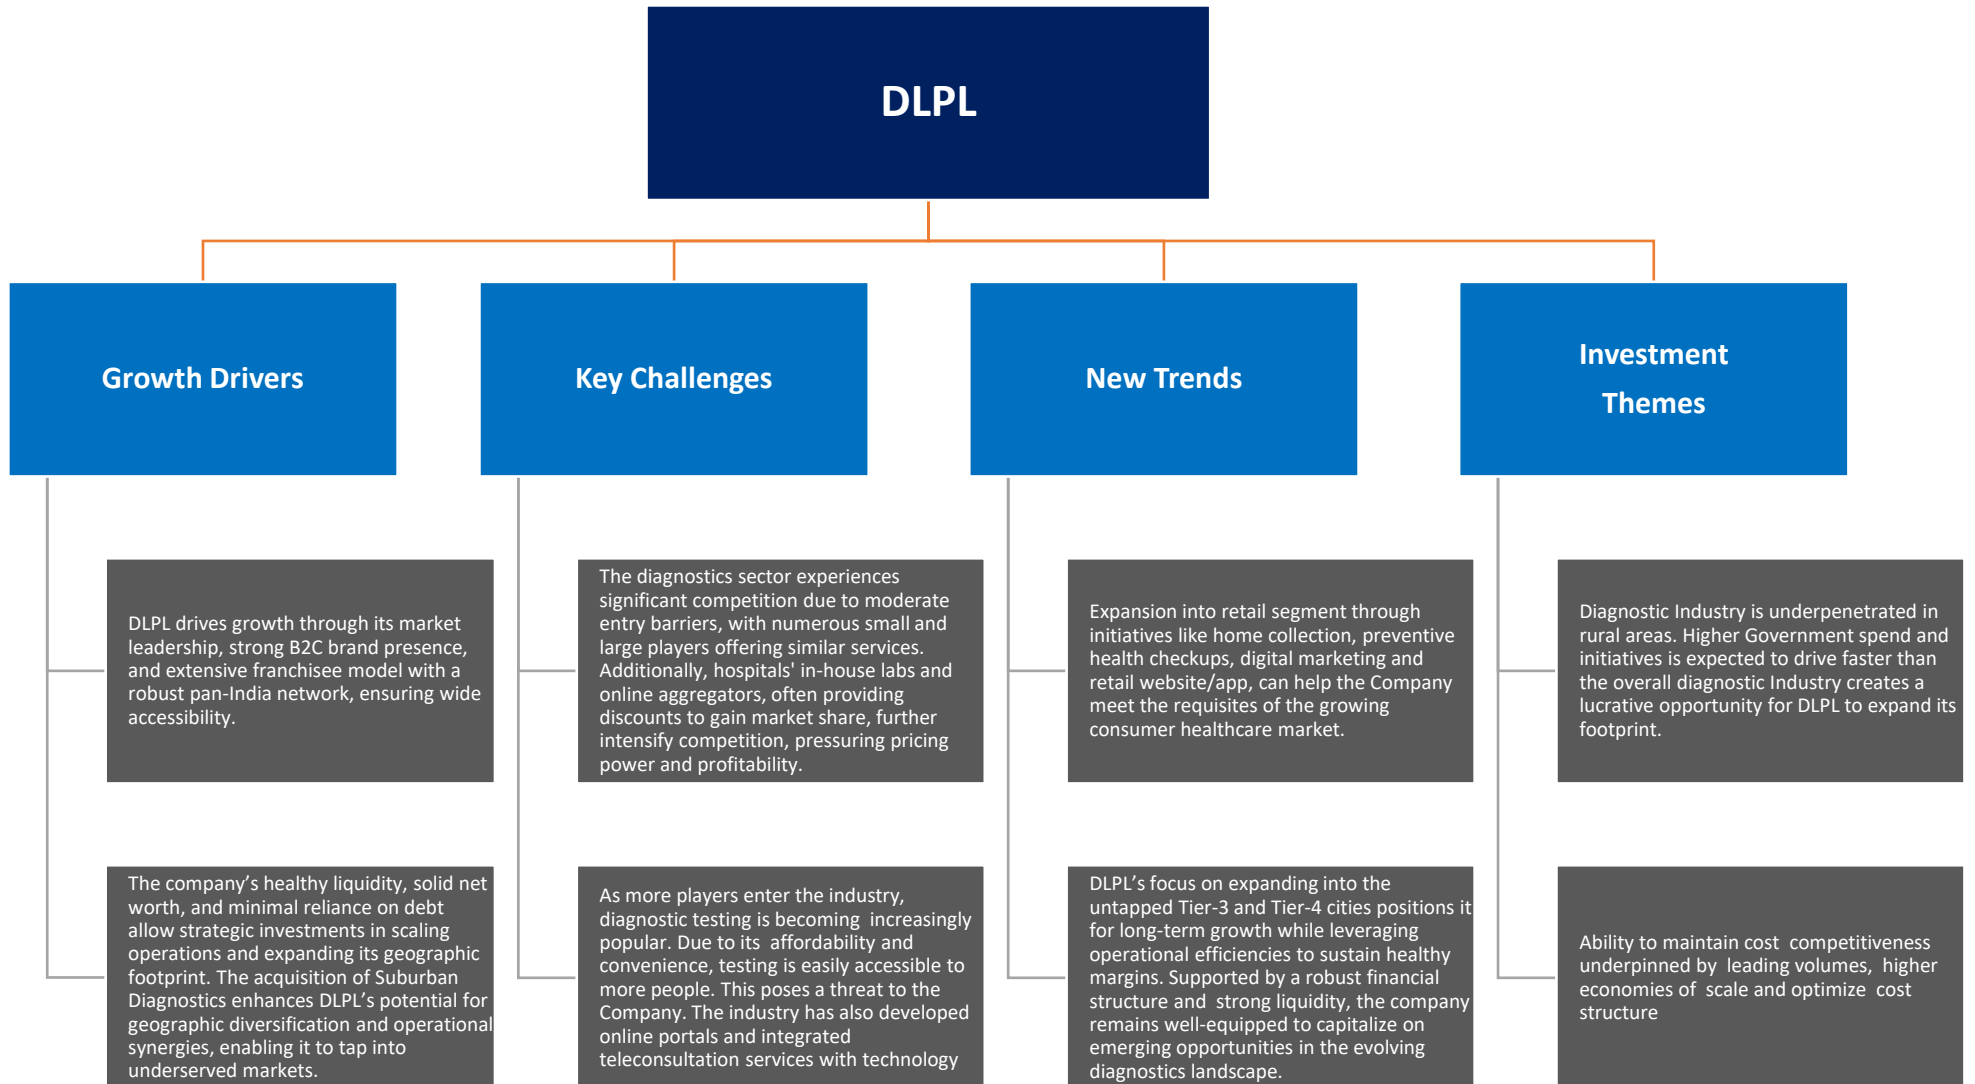 DLPL
Growth Drivers
DLPL drives growth through its market
leadership, strong B2C brand presence,
and extensive franchisee model with a
robust pan-India network, ensuring wide
accessibility.
The company’s healthy liquidity, solid net
worth, and minimal reliance on debt
allow strategic investments in scaling
operations and expanding its geographic
footprint. The acquisition of Suburban
Diagnostics enhances DLPL’s potential for
geographic diversification and operational
synergies, enabling it to tap into
underserved markets.
Key Challenges
The diagnostics sector experiences
significant competition due to moderate
entry barriers, with numerous small and
large players offering similar services.
Additionally, hospitals' in-house labs and
online aggregators, often providing
discounts to gain market share, further
intensify competition, pressuring pricing
power and profitability.
As more players enter the industry,
diagnostic testing is becoming increasingly
popular. Due to its affordability and
convenience, testing is easily accessible to
more people. This poses a threat to the
Company. The industry has also developed
online portals and integrated
teleconsultation services with technology
New Trends
Expansion into retail segment through
initiatives like home collection, preventive
health checkups, digital marketing and
retail website/app, can help the Company
meet the requisites of the growing
consumer healthcare market.
DLPL’s focus on expanding into the
untapped Tier-3 and Tier-4 cities positions it
for long-term growth while leveraging
operational efficiencies to sustain healthy
margins. Supported by a robust financial
structure and strong liquidity, the company
remains well-equipped to capitalize on
emerging opportunities in the evolving
diagnostics landscape.
Investment
Themes
Diagnostic Industry is underpenetrated in
rural areas. Higher Government spend and
initiatives is expected to drive faster than
the overall diagnostic Industry creates a
lucrative opportunity for DLPL to expand its
footprint.
Ability to maintain cost competitiveness
underpinned by leading volumes, higher
economies of scale and optimize cost
structure